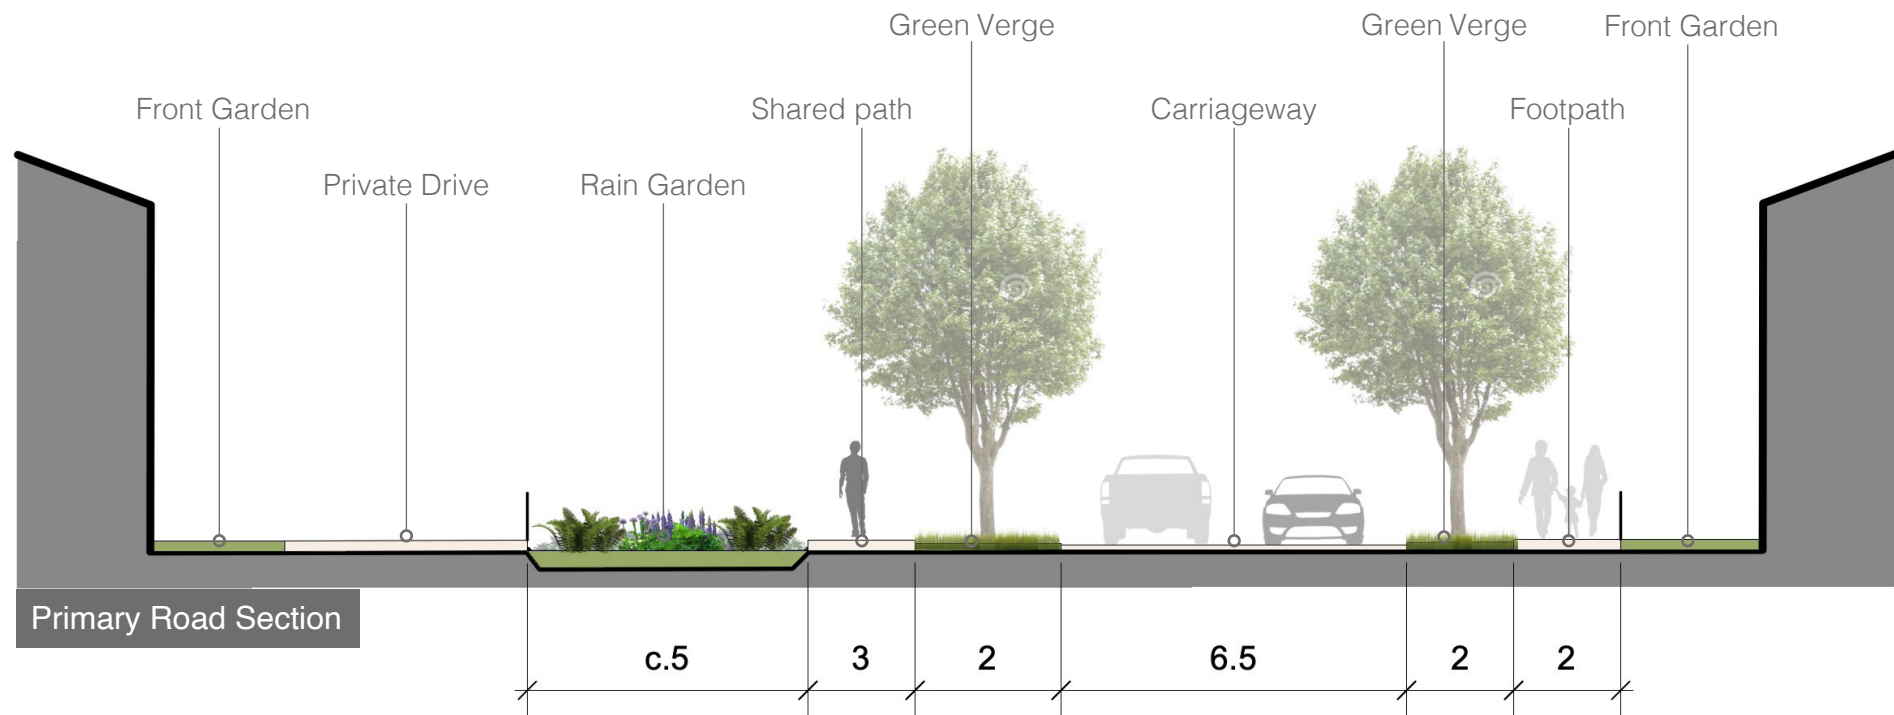 Green Verge
Green Verge
Front Garden
Front Garden
Shared path
Carriageway
Footpath
Private Drive
Rain Garden
Primary Road Section
c.5
3
2
6.5
2
2